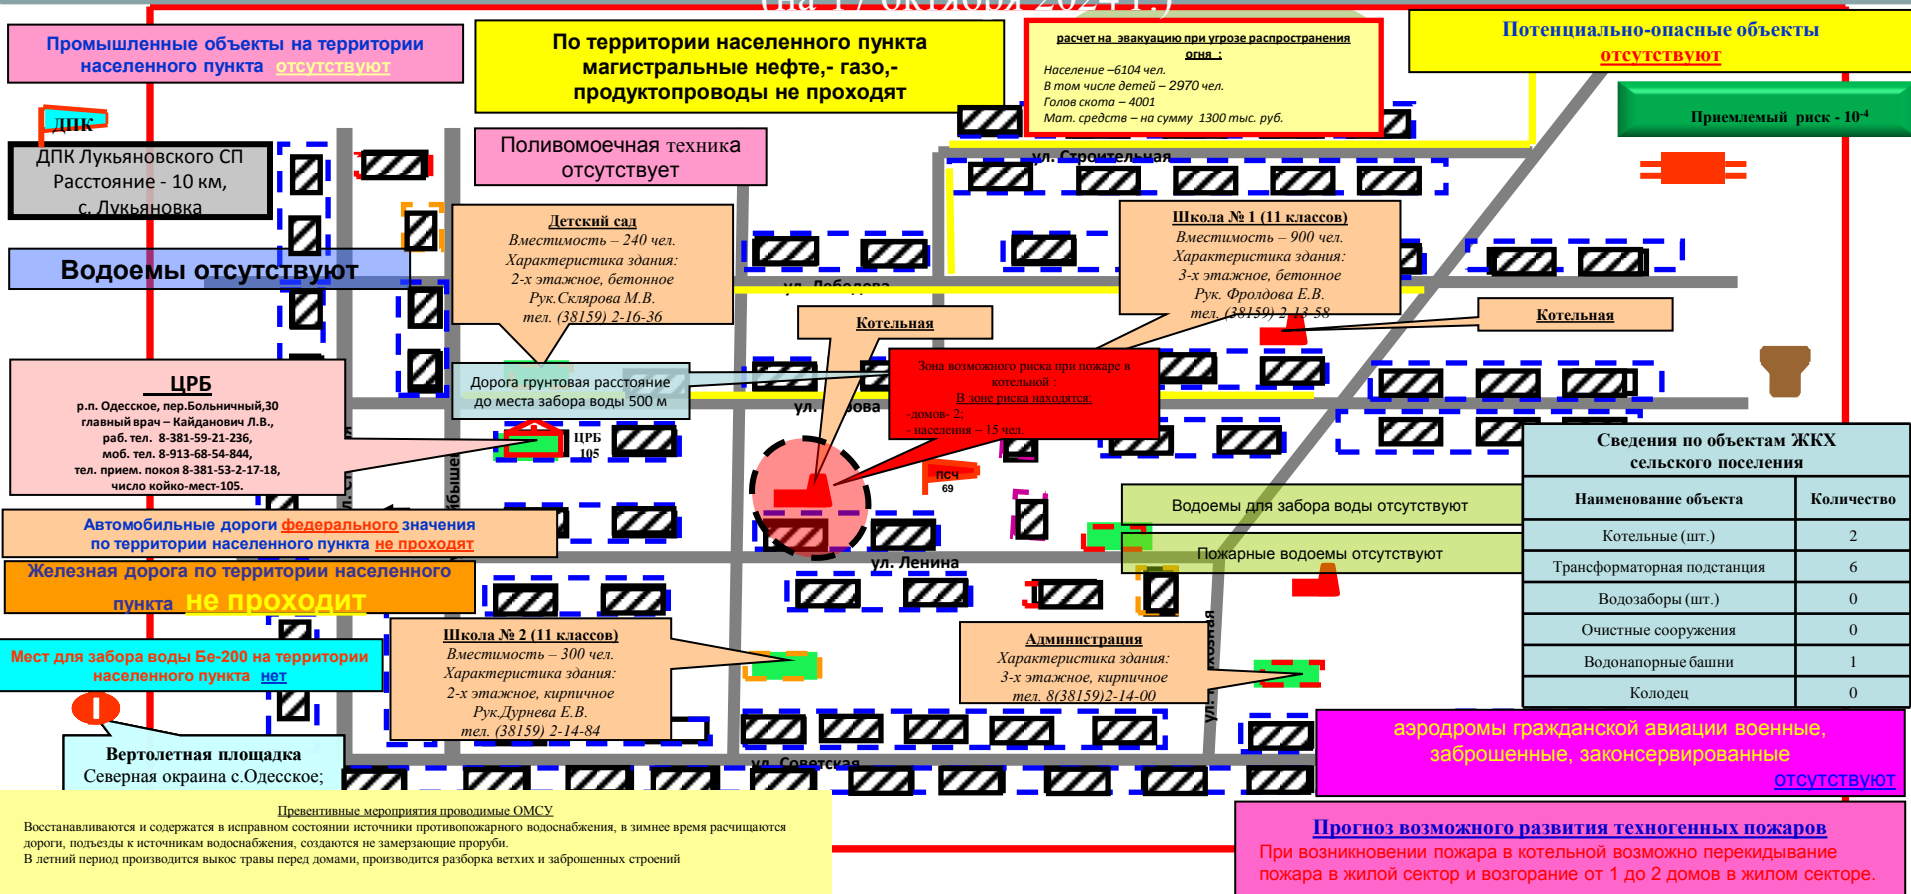 (на 17 октября 2024 г.)
Промышленные объекты на территории
населенного пункта отсутствуют
По территории населенного пункта
магистральные нефте,- газо,-
продуктопроводы не проходят
расчет на эвакуацию при угрозе распространения
огня :
Население –6104 чел.
В том числе детей – 2970 чел.
Голов скота – 4001
Мат. средств – на сумму 1300 тыс. руб.
Потенциально-опасные объекты
отсутствуют
Приемлемый риск - 10-4
ДПК
ДПК Лукьяновского СП
Расстояние - 10 км,
с. Лукьяновка
Поливомоечная техника
отсутствует
ул. Строительная
Детский сад
Вместимость – 240 чел.
Характеристика здания:
2-х этажное, бетонное
Рук.Склярова М.В.
тел. (38159) 2-16-36
Школа № 1 (11 классов)
Вместимость – 900 чел.
Характеристика здания:
3-х этажное, бетонное
Рук. Фролдова Е.В.
тел. (38159) 2-13-58
Водоемы отсутствуют
ул.
Котельная
Котельная
ЦРБ
р.п. Одесское, пер.Больничный,30
главный врач – Кайданович Л.В.,
раб. тел. 8-381-59-21-236,
моб. тел. 8-913-68-54-844,
тел. прием. покоя 8-381-53-2-17-18,
число койко-мест-105.
Дорога грунтовая расстояние
до места забора воды 500 м
Зона возможного риска при пожаре в
котельной :
В зоне риска находятся:
-домов- 2;
- населения – 15 чел.
ул.
ЦРБ
105
ПСЧ
69
Сведения по объектам ЖКХ
сельского поселения
Наименование объекта Количество
Котельные (шт.) 2
Трансформаторная подстанция 6
Водозаборы (шт.) 0
Очистные сооружения 0
Водонапорные башни 1
Колодец 0
Водоемы для забора воды отсутствуют
Пожарные водоемы отсутствуют
Автомобильные дороги федерального значения
по территории населенного пункта не проходят
ул. Ленина
Железная дорога по территории населенного
пункта не проходит
Школа № 2 (11 классов)
Вместимость – 300 чел.
Характеристика здания:
2-х этажное, кирпичное
Рук.Дурнева Е.В.
тел. (38159) 2-14-84
Администрация
Характеристика здания:
3-х этажное, кирпичное
тел. 8(38159)2-14-00
Мест для забора воды Бе-200 на территории
населенного пункта нет
Вертолетная площадка
Северная окраина с.Одесское;
ул. Советская
аэродромы гражданской авиации военные,
заброшенные, законсервированные
отсутствуют
Превентивные мероприятия проводимые ОМСУ
Восстанавливаются и содержатся в исправном состоянии источники противопожарного водоснабжения, в зимнее время расчищаются
дороги, подъезды к источникам водоснабжения, создаются не замерзающие проруби.
В летний период производится выкос травы перед домами, производится разборка ветхих и заброшенных строений
Прогноз возможного развития техногенных пожаров
При возникновении пожара в котельной возможно перекидывание
пожара в жилой сектор и возгорание от 1 до 2 домов в жилом секторе.